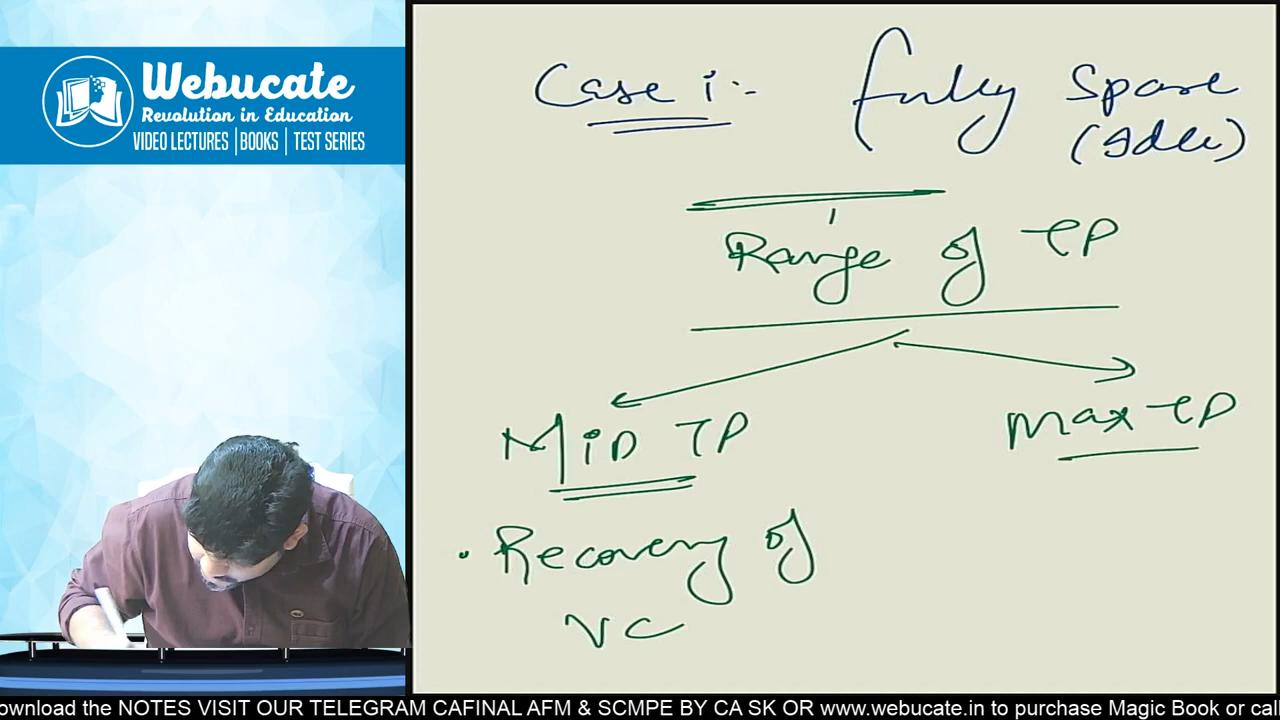 Webucate
Revolution in Education
VIDEO LECTURES | BOOKS | TEST SERIES
Case i:- Fully Spare
(Idle)
Range of TP
Min TP
Max TP
• Recovery of
VC
ownload the NOTES VISIT OUR TELEGRAM CAFINAL AFM & SCMPE BY CA SK OR www.webucate.in to purchase Magic Book or cal